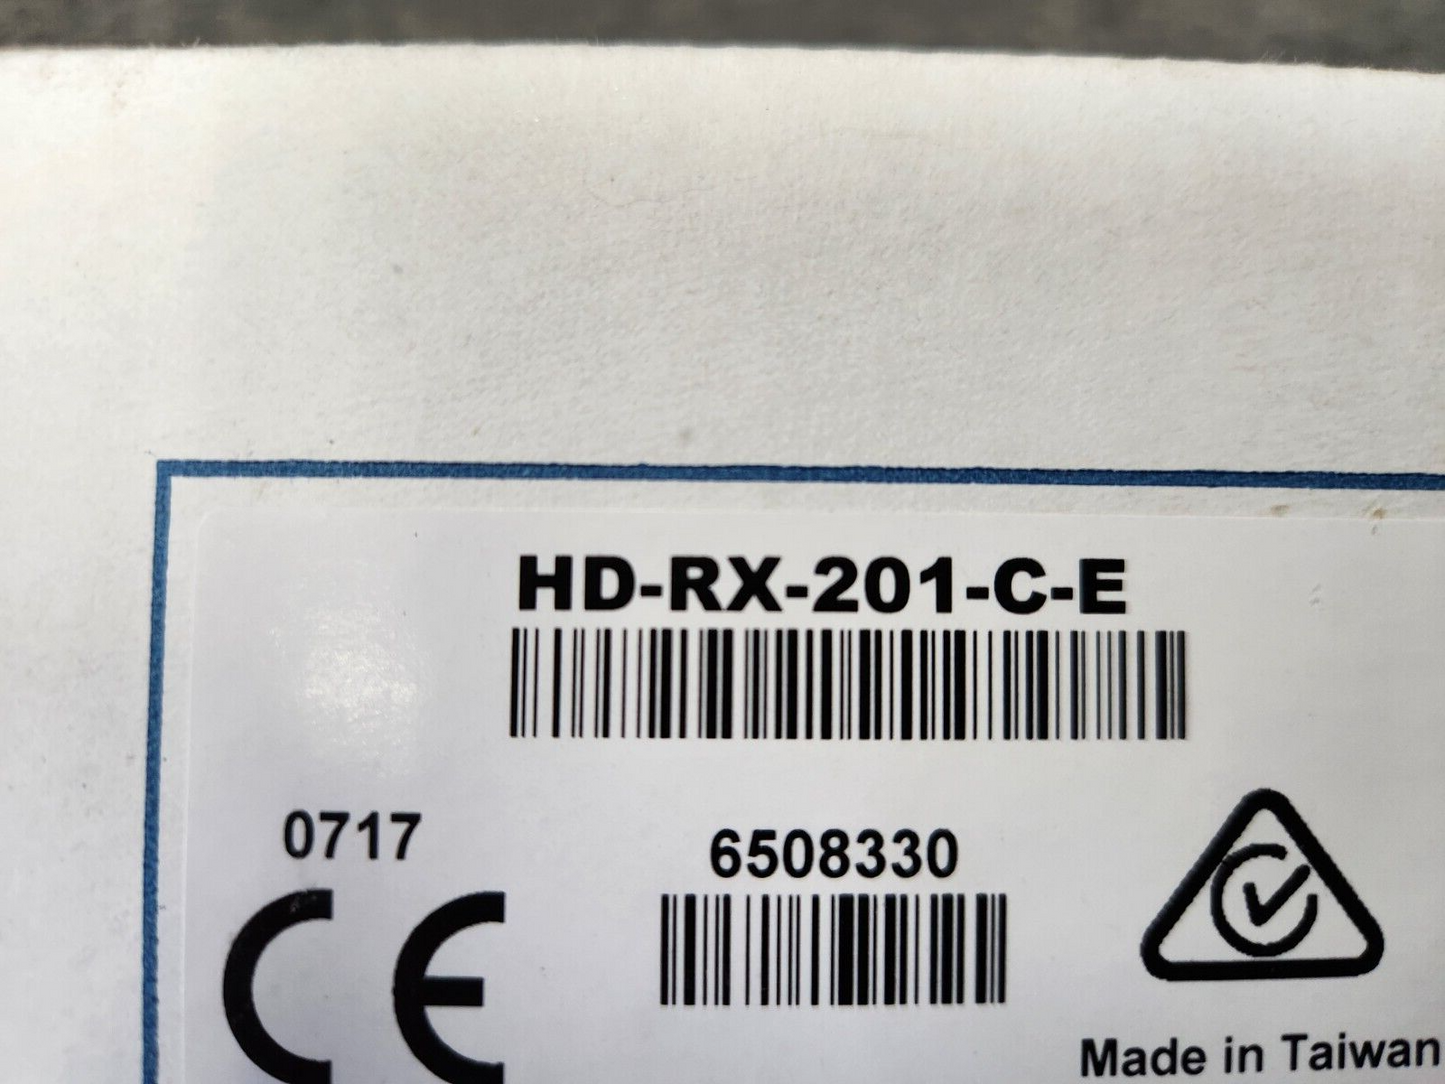 HD-RX-201-C-E
0717
6508330
CE
Made in Taiwan